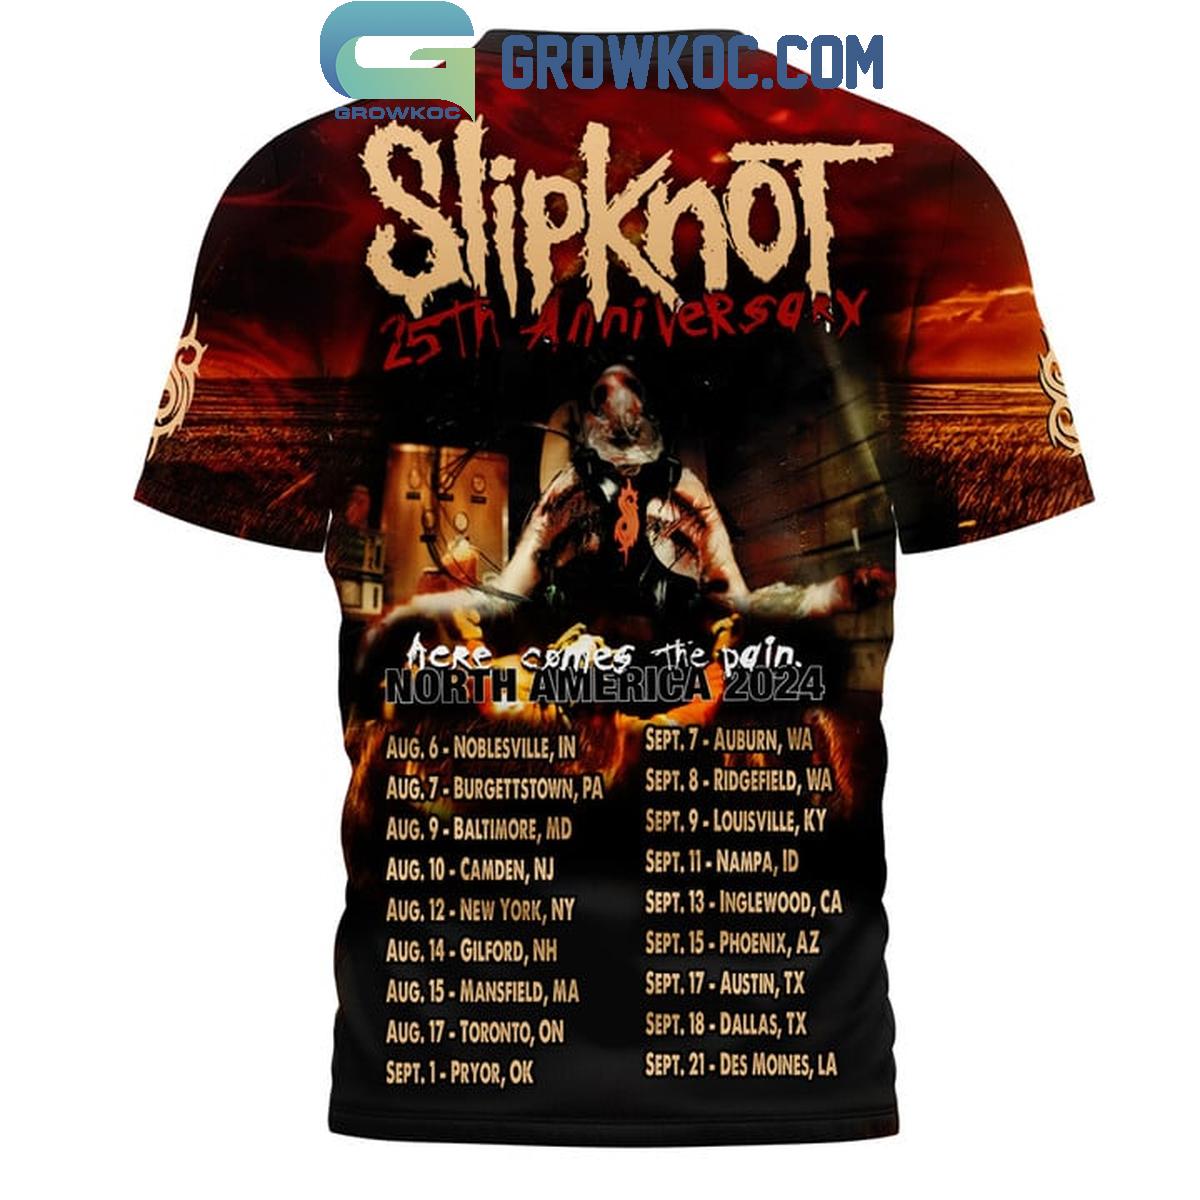 GROWKOC.COM
GROWKOC
SlipknoT
25Th Anniversary
here comes the pain.
NORTH AMERICA 2024
AUG. 6 - NOBLESVILLE, IN
AUG. 7 - BURGETTSTOWN, PA
AUG. 9 - BALTIMORE, MD
AUG. 10 - CAMDEN, NJ
AUG. 12 - NEW YORK, NY
AUG. 14 - GILFORD, NH
AUG. 15 - MANSFIELD, MA
AUG. 17 - TORONTO, ON
SEPT. 1 - PRYOR, OK
SEPT. 7 - AUBURN, WA
SEPT. 8 - RIDGEFIELD, WA
SEPT. 9 - LOUISVILLE, KY
SEPT. 11 - NAMPA, ID
SEPT. 13 - INGLEWOOD, CA
SEPT. 15 - PHOENIX, AZ
SEPT. 17 - AUSTIN, TX
SEPT. 18 - DALLAS, TX
SEPT. 21 - DES MOINES, LA